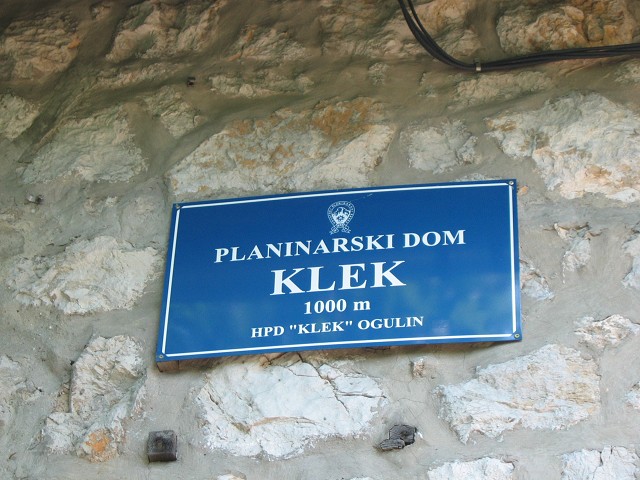 PLANINARSKI DOM
KLEK
1000 m
HPD "KLEK" OGULIN